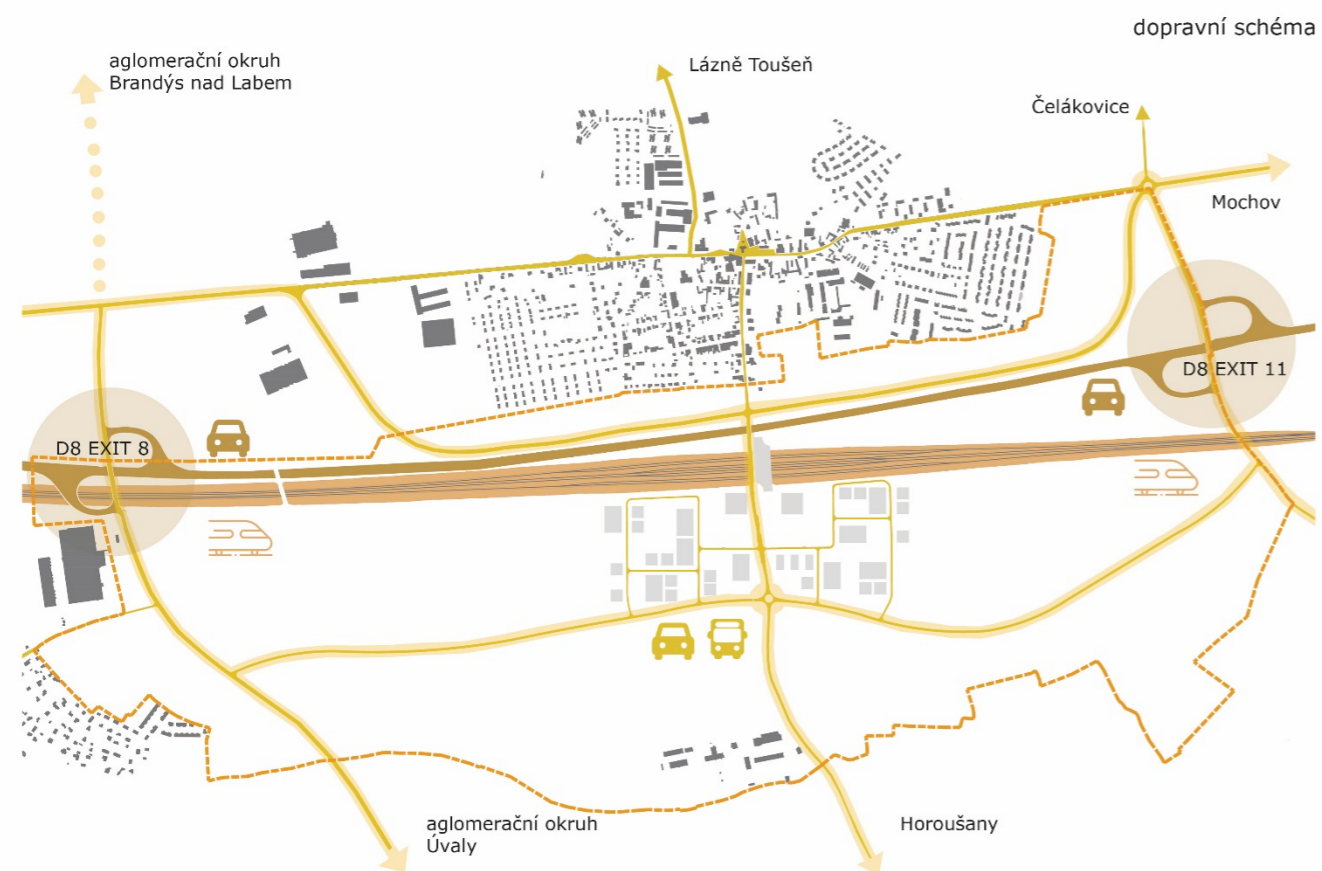 dopravní schéma
aglomerační okruh
Brandýs nad Labem
Lázně Toušeň
Čelákovice
Mochov
D8 EXIT 11
D8 EXIT 8
aglomerační okruh
Úvaly
Horoušany